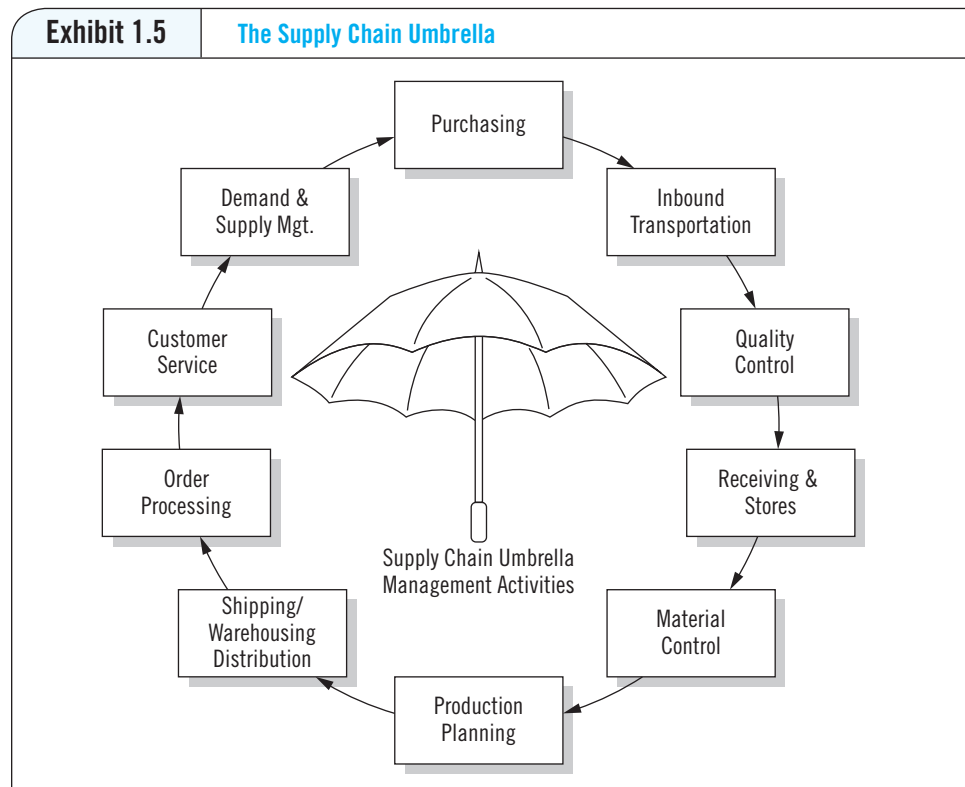 Exhibit 1.5
The Supply Chain Umbrella
Purchasing
Inbound
Transportation
Quality
Control
Receiving &
Stores
Material
Control
Production
Planning
Shipping/
Warehousing
Distribution
Order
Processing
Customer
Service
Demand &
Supply Mgt.
Supply Chain Umbrella
Management Activities